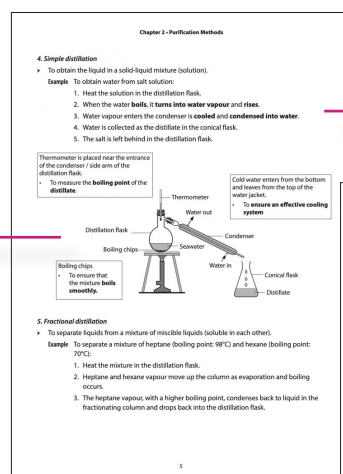 Chapter 2 • Purification Methods
4. Simple distillation
‣ To obtain the liquid in a solid-liquid mixture (solution).
Example To obtain water from salt solution:
1. Heat the solution in the distillation flask.
2. When the water boils, it turns into water vapour and rises.
3. Water vapour enters the condenser is cooled and condensed into water.
4. Water is collected as the distillate in the conical flask.
5. The salt is left behind in the distillation flask.
Thermometer is placed near the entrance
of the condenser / side arm of the
distillation flask.
• To measure the boiling point of the
distillate.
Cold water enters from the bottom
and leaves from the top of the
water jacket.
• To ensure an effective cooling
system
Thermometer
Water out
Distillation flask
Condenser
Boiling chips
Seawater
Water in
Boiling chips
• To ensure that
the mixture boils
smoothly.
Conical flask
Distillate
5. Fractional distillation
‣ To separate liquids from a mixture of miscible liquids (soluble in each other).
Example To separate a mixture of heptane (boiling point: 98°C) and hexane (boiling point:
70°C):
1. Heat the mixture in the distillation flask.
2. Heptane and hexane vapour move up the column as evaporation and boiling
occurs.
3. The heptane vapour, with a higher boiling point, condenses back to liquid in the
fractionating column and drops back into the distillation flask.
5